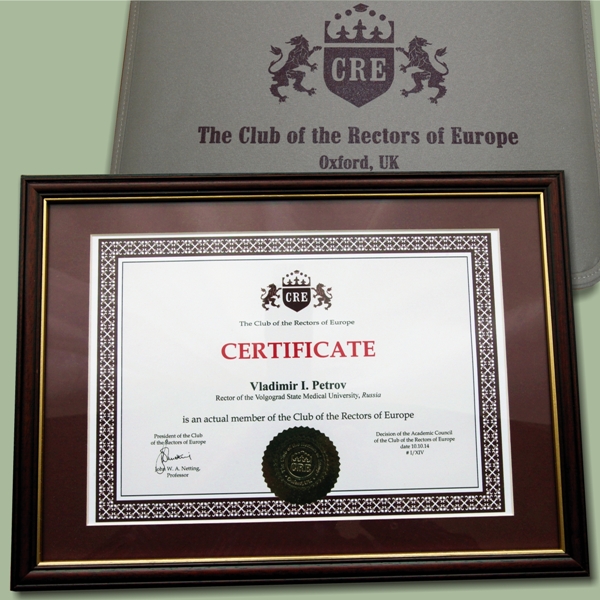 CRE
The Club of the Rectors of Europe
Oxford, UK
CRE
The Club of the Rectors of Europe
CERTIFICATE
Vladimir I. Petrov
Rector of the Volgograd State Medical University, Russia
is an actual member of the Club of the Rectors of Europe
President of the Club
of the Rectors of Europe
John W. A. Netting,
Professor
CRE
Decision of the Academic Council
of the Club of the Rectors of Europe
date 10.10.14
# 1/XIV